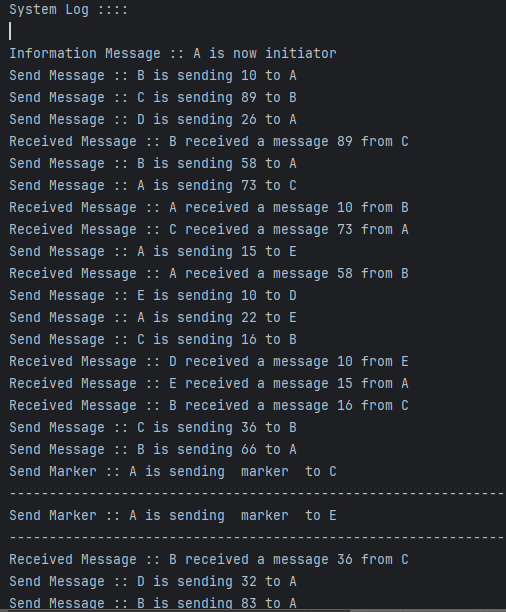 System Log ::::
Information Message :: A is now initiator
Send Message :: B is sending 10 to A
Send Message :: C is sending 89 to B
Send Message :: D is sending 26 to A
Received Message :: B received a message 89 from C
Send Message :: B is sending 58 to A
Send Message :: A is sending 73 to C
Received Message :: A received a message 10 from B
Received Message :: C received a message 73 from A
Send Message :: A is sending 15 to E
Received Message :: A received a message 58 from B
Send Message :: E is sending 10 to D
Send Message :: A is sending 22 to E
Send Message :: C is sending 16 to B
Received Message :: D received a message 10 from E
Received Message :: E received a message 15 from A
Received Message :: B received a message 16 from C
Send Message :: C is sending 36 to B
Send Message :: B is sending 66 to A
Send Marker :: A is sending  marker  to C
--------------------------------------------------------------
Send Marker :: A is sending  marker  to E
--------------------------------------------------------------
Received Message :: B received a message 36 from C
Send Message :: D is sending 32 to A
Send Message :: B is sending 83 to A